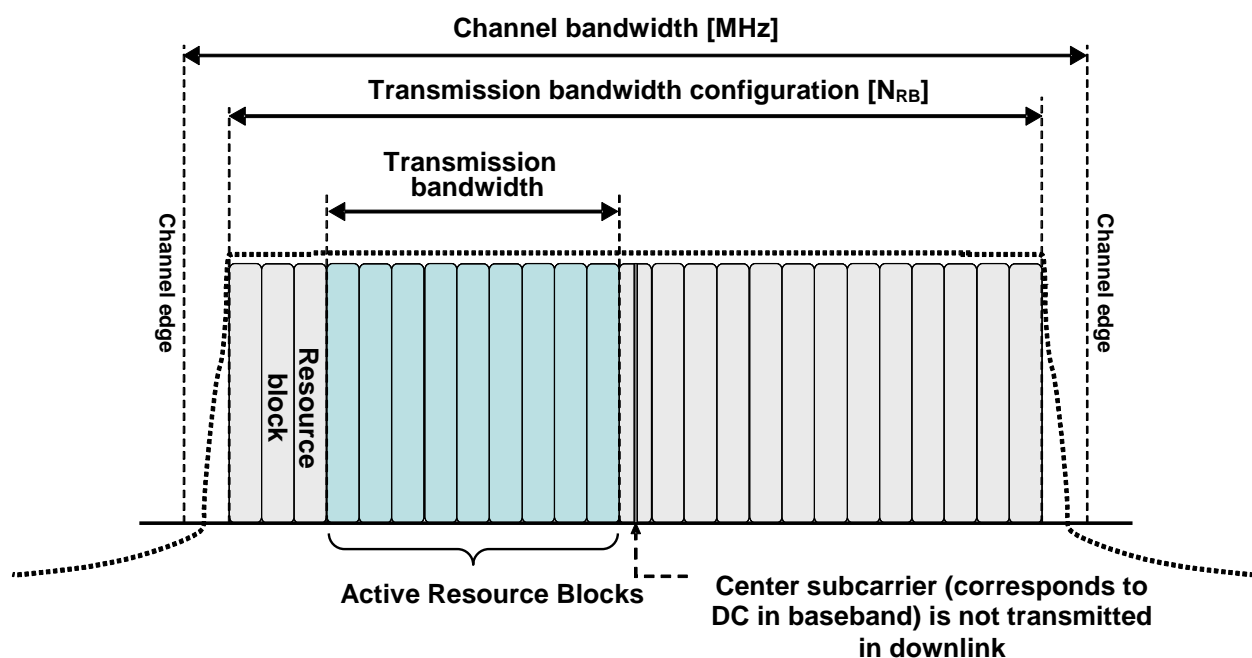 Channel bandwidth [MHz]
Transmission bandwidth configuration [NRB]
Transmission
bandwidth
Channel edge
Channel edge
Resource
block
Active Resource Blocks
Center subcarrier (corresponds to
DC in baseband) is not transmitted
in downlink